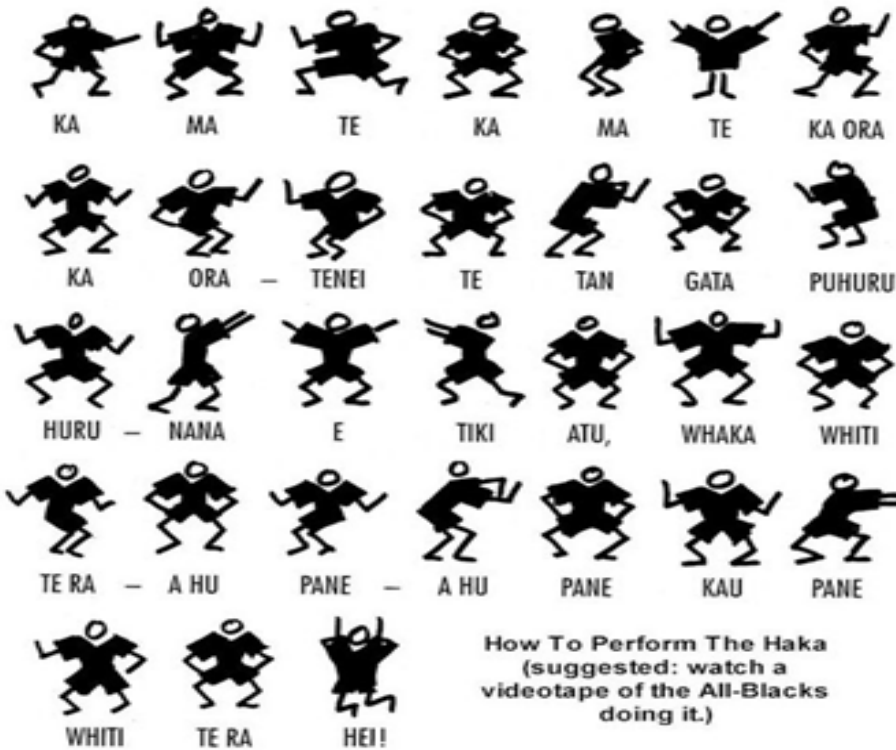 KA MA TE KA MA TE KA ORA
KA ORA – TENEI TE TAN GATA PUHURU
HURU – NANA E TIKI ATU, WHAKA WHITI
TE RA – A HU PANE – A HU PANE KAU PANE
WHITI TE RA HEI!
How To Perform The Haka
(suggested: watch a
videotape of the All-Blacks
doing it.)